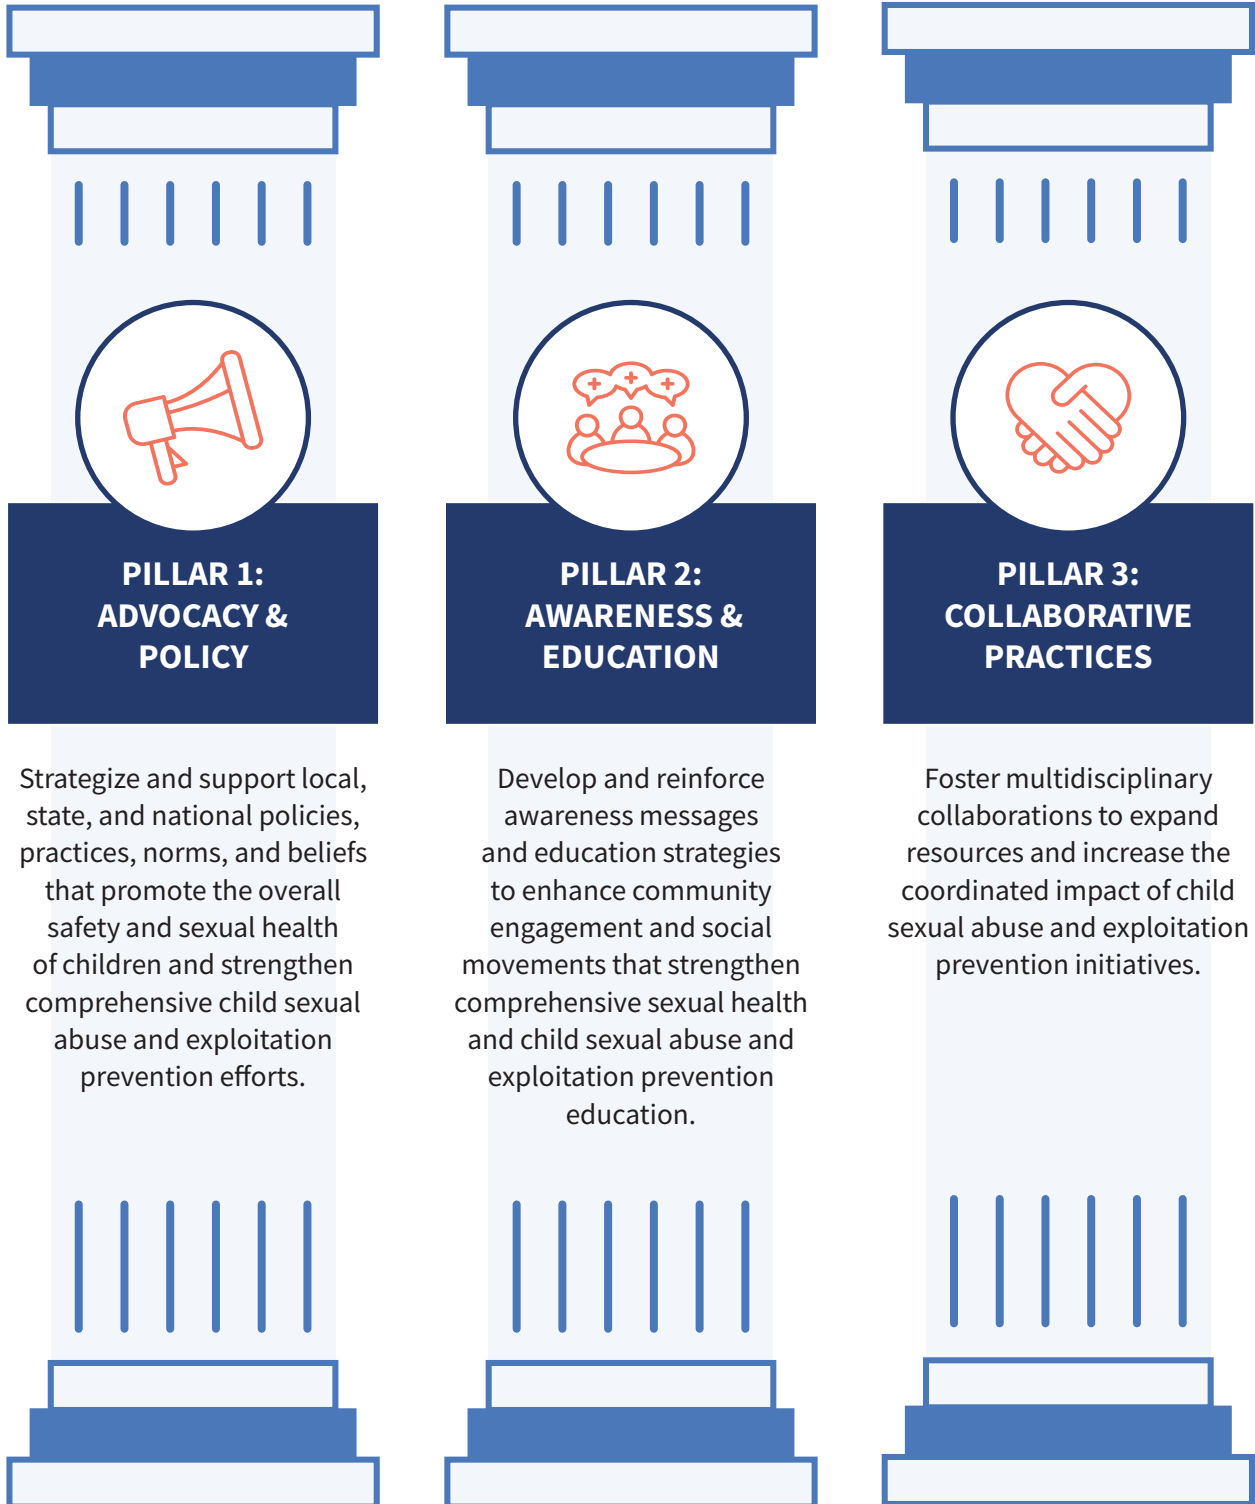 PILLAR 1:
ADVOCACY &
POLICY
Strategize and support local,
state, and national policies,
practices, norms, and beliefs
that promote the overall
safety and sexual health
of children and strengthen
comprehensive child sexual
abuse and exploitation
prevention efforts.
PILLAR 2:
AWARENESS &
EDUCATION
Develop and reinforce
awareness messages
and education strategies
to enhance community
engagement and social
movements that strengthen
comprehensive sexual health
and child sexual abuse and
exploitation prevention
education.
PILLAR 3:
COLLABORATIVE
PRACTICES
Foster multidisciplinary
collaborations to expand
resources and increase the
coordinated impact of child
sexual abuse and exploitation
prevention initiatives.